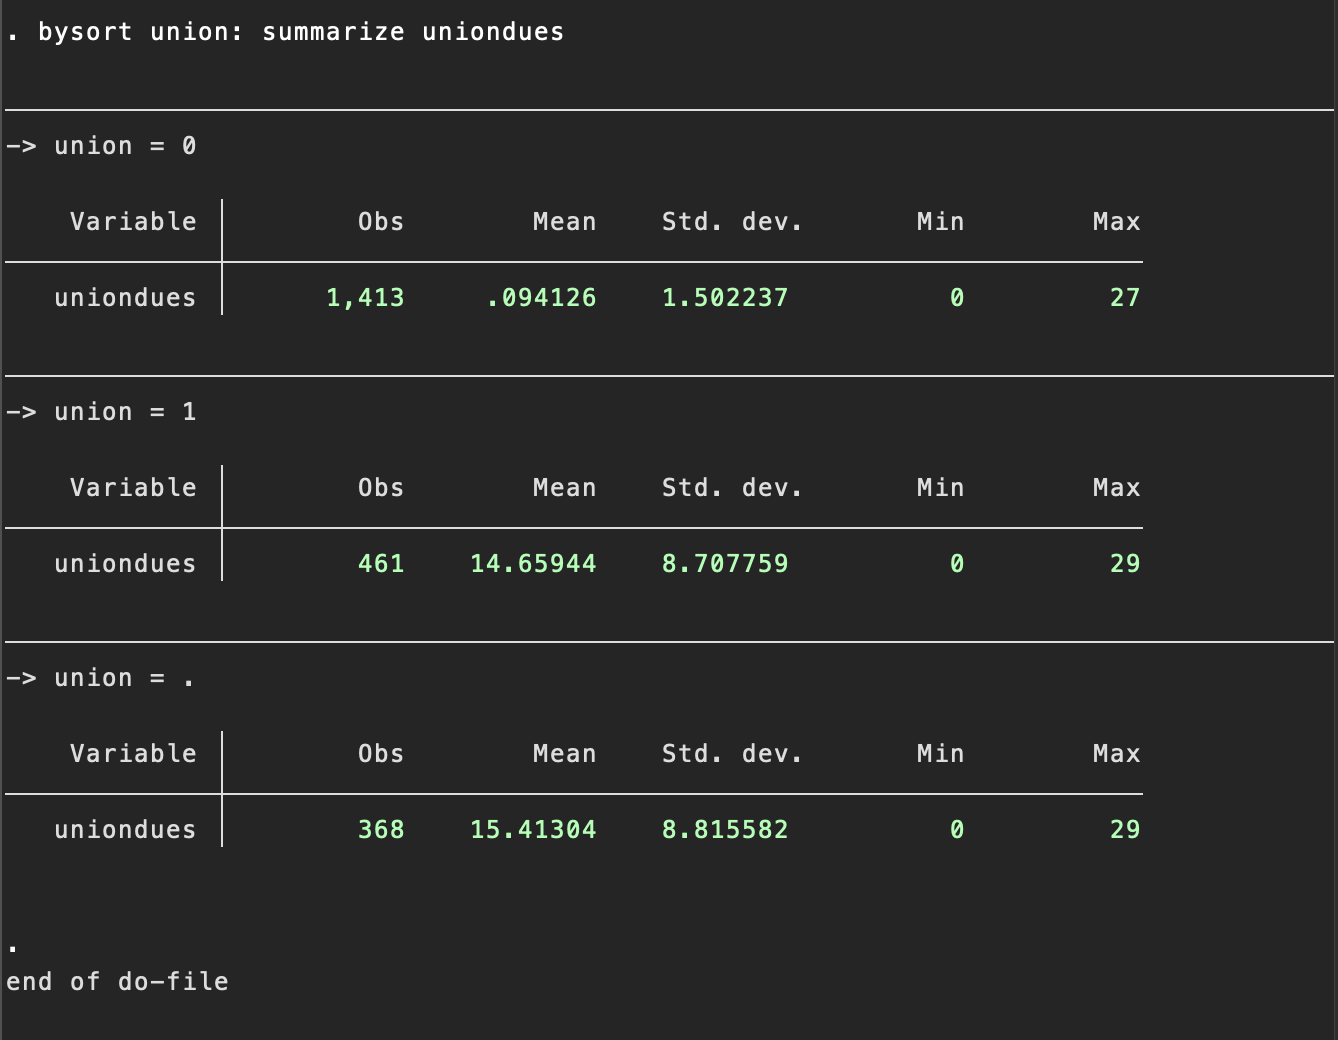 . bysort union: summarize uniondues
-> union = 0
Variable Obs Mean Std. dev. Min Max
uniondues 1,413 .094126 1.502237 0 27
-> union = 1
Variable Obs Mean Std. dev. Min Max
uniondues 461 14.65944 8.707759 0 29
-> union = .
Variable Obs Mean Std. dev. Min Max
uniondues 368 15.41304 8.815582 0 29
.
end of do-file